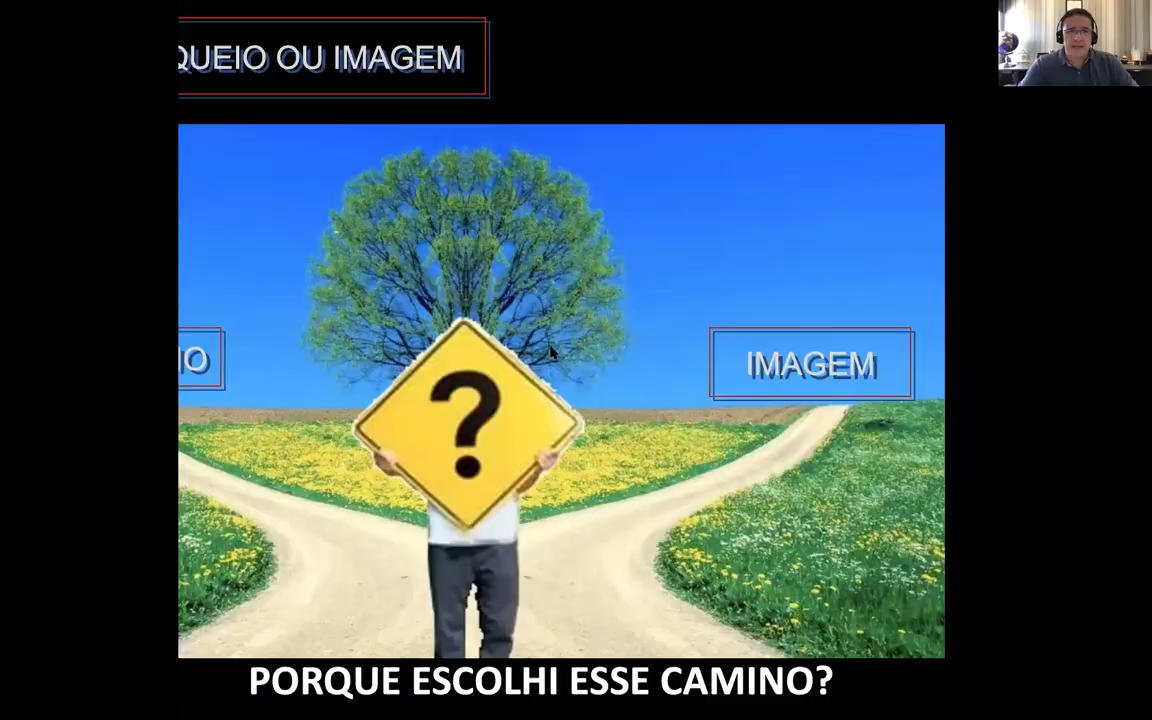 QUEIO OU IMAGEM
IO
IMAGEM
?
PORQUE ESCOLHI ESSE CAMINO?